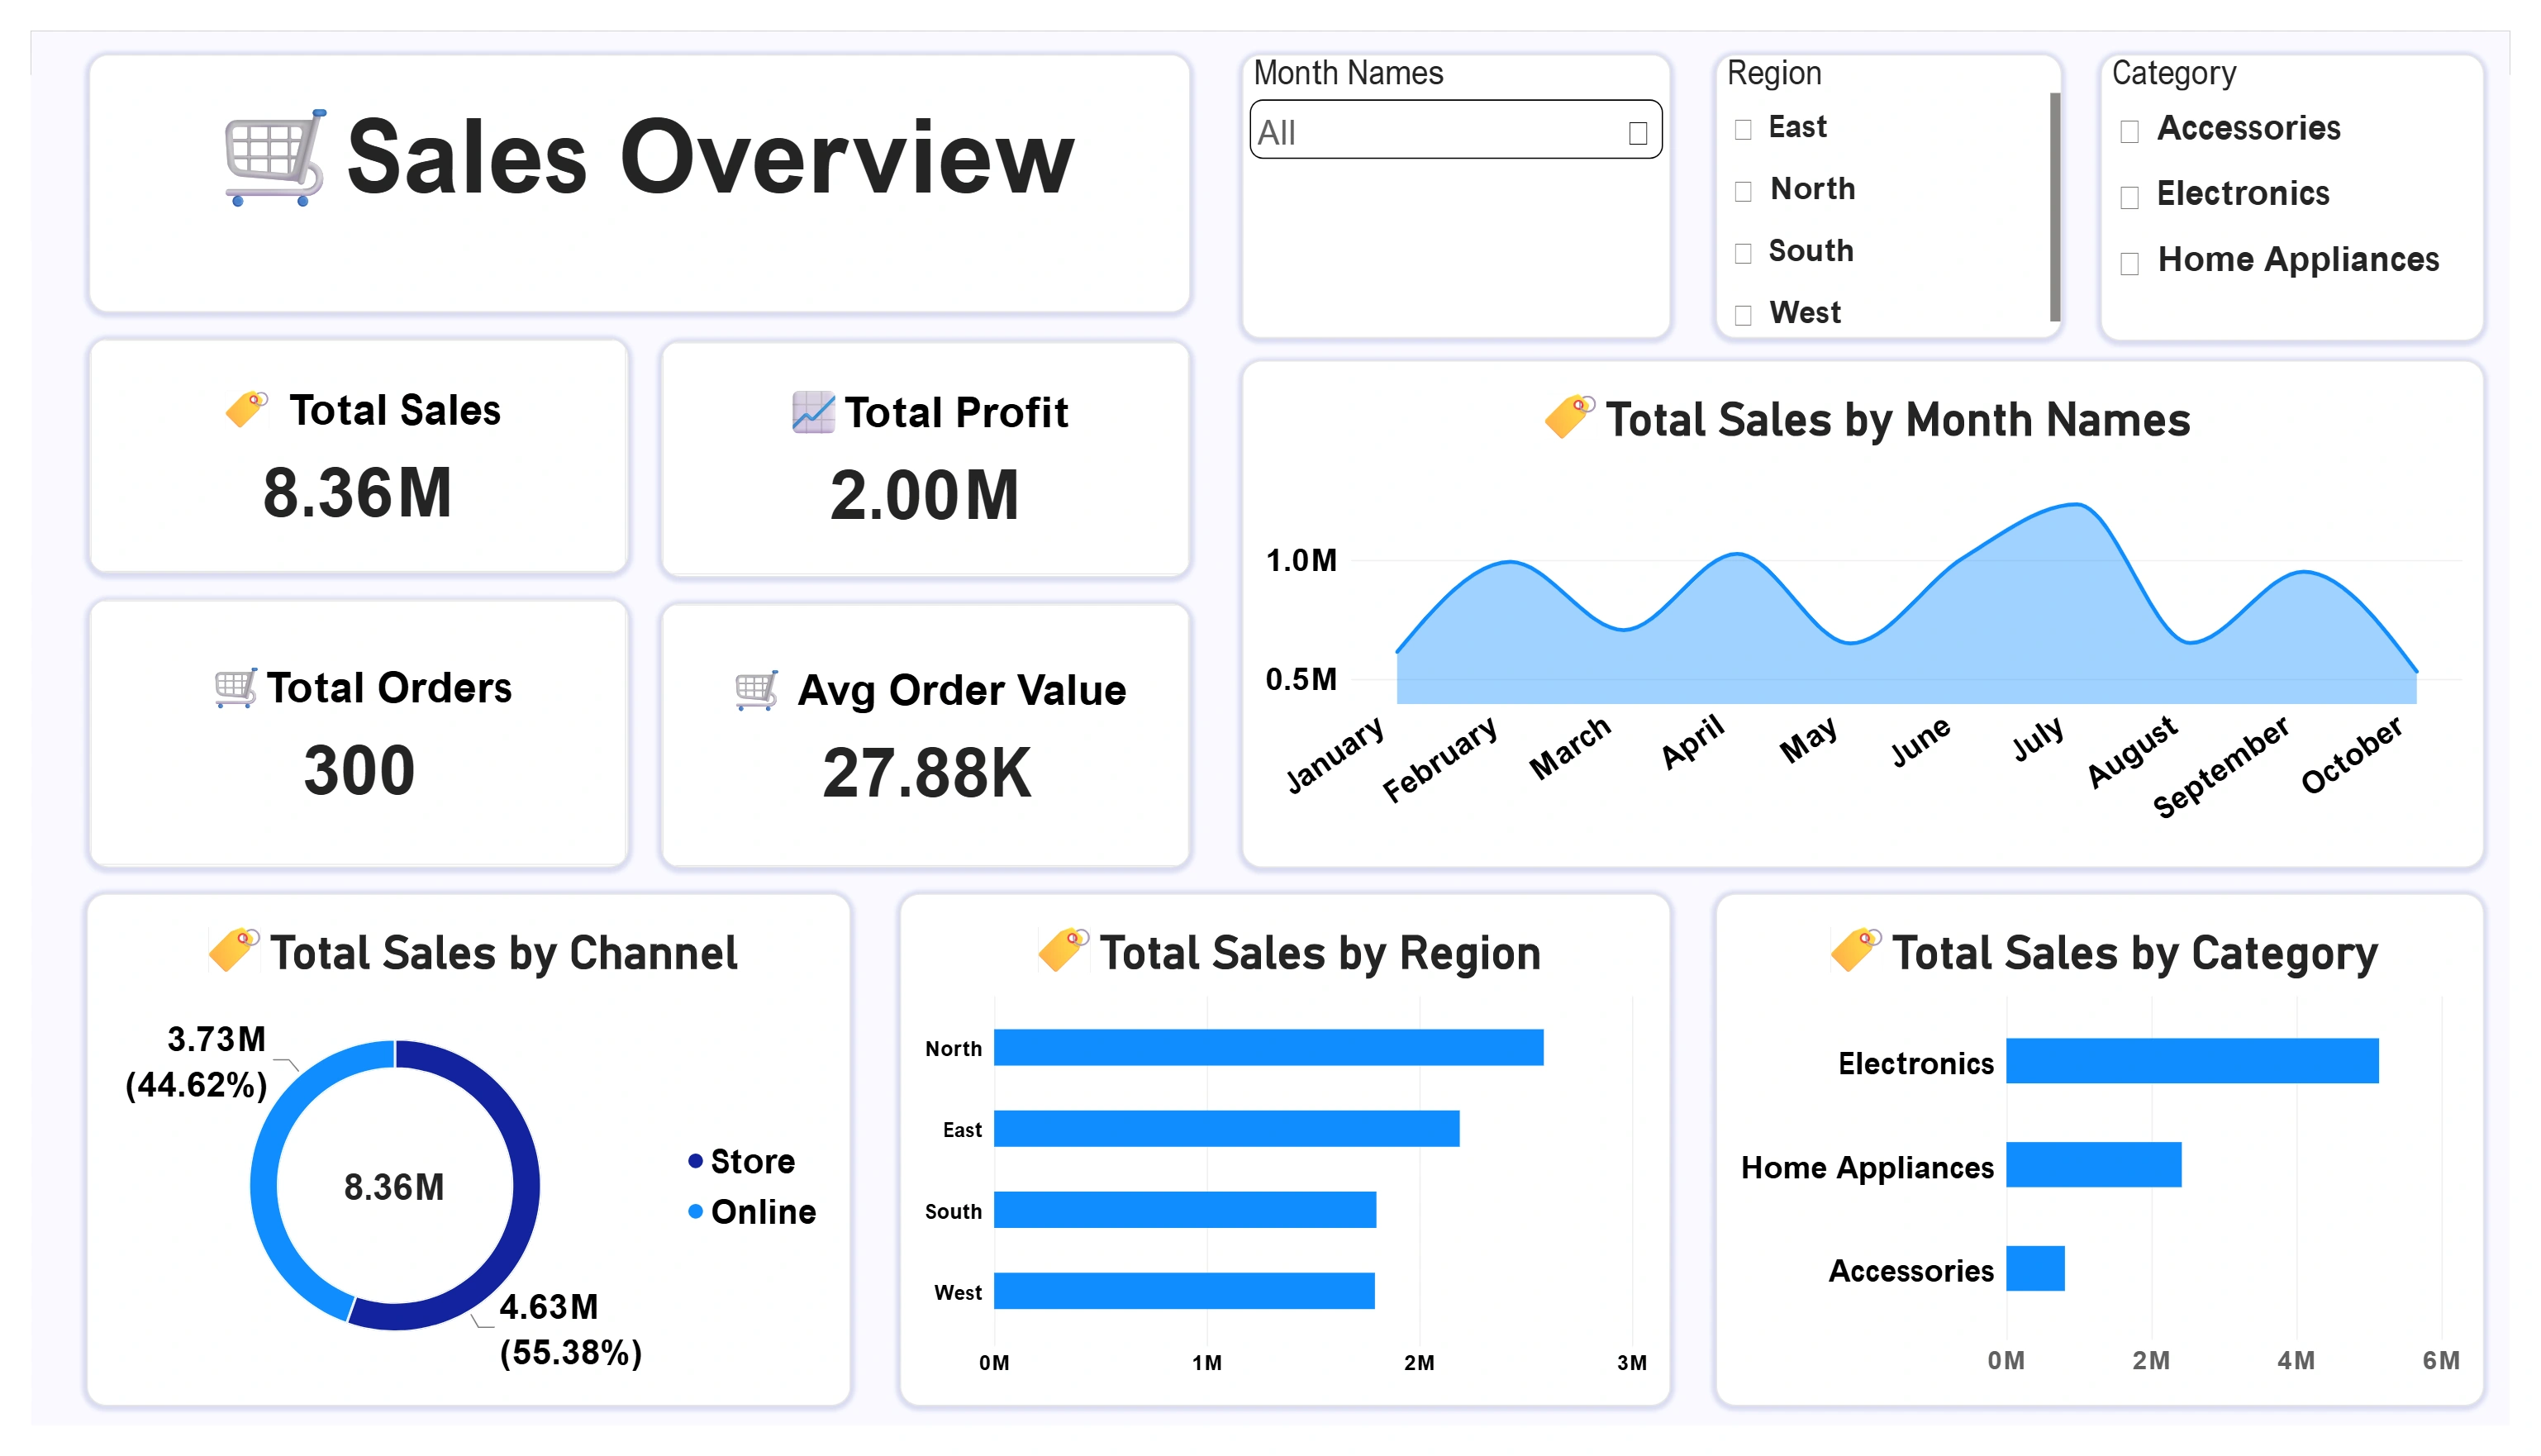 Sales Overview
Month Names
All
Region
East
North
South
West
Category
Accessories
Electronics
Home Appliances
Total Sales
8.36M
Total Profit
2.00M
Total Orders
300
Avg Order Value
27.88K
Total Sales by Month Names
1.0M
0.5M
January
February
March
April
May
June
July
August
September
October
Total Sales by Channel
3.73M
(44.62%)
8.36M
4.63M
(55.38%)
Store
Online
Total Sales by Region
North
East
South
West
0M 1M 2M 3M
Total Sales by Category
Electronics
Home Appliances
Accessories
0M 2M 4M 6M